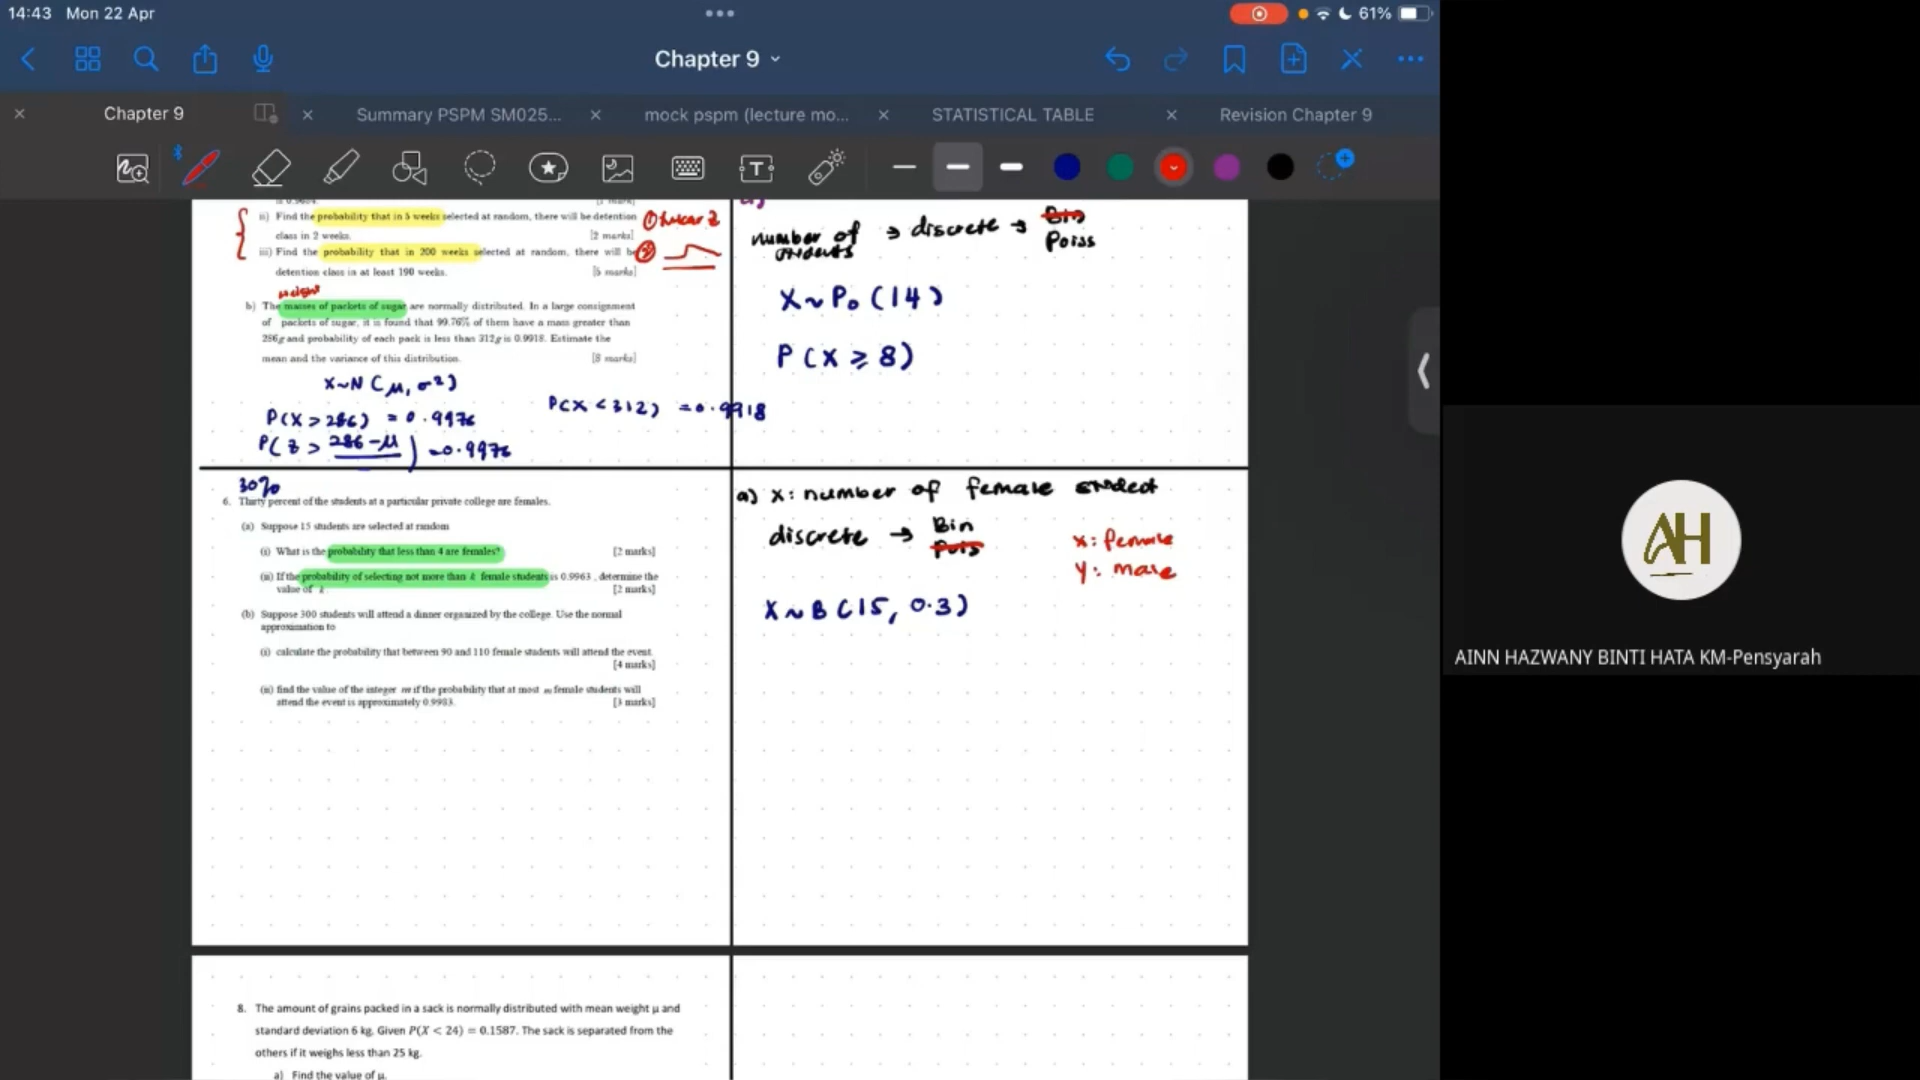 14:43 Mon 22 Apr
61%
Chapter 9
Chapter 9
Summary PSPM SM025...
mock pspm (lecture mo...
STATISTICAL TABLE
Revision Chapter 9
ii) Find the probability that in 5 weeks selected at random, there will be detention
class in 2 weeks. [2 marks]
iii) Find the probability that in 200 weeks selected at random, there will be
detention class in at least 190 weeks. [5 marks]
b) The masses of packets of sugar are normally distributed. In a large consignment
of packets of sugar, it is found that 99.76% of them have a mass greater than
286g and probability of each pack is less than 312g is 0.9918. Estimate the
mean and the variance of this distribution. [8 marks]
X~N(μ, σ²)
P(X > 286) = 0.9976
P(X < 312) = 0.9918
P(Z > 286-μ) = 0.9976
number of students → discrete → Bin
Poiss
X ~ Po (14)
P (X ≥ 8)
30%
6. Thirty percent of the students at a particular private college are females.
(a) Suppose 15 students are selected at random
(i) What is the probability that less than 4 are females? [2 marks]
(ii) If the probability of selecting not more than k female students is 0.9963 , determine the
value of k [2 marks]
(b) Suppose 300 students will attend a dinner organized by the college. Use the normal
approximation to
(i) calculate the probability that between 90 and 110 female students will attend the event.
[4 marks]
(ii) find the value of the integer m if the probability that at most m female students will
attend the event is approximately 0.9903. [3 marks]
a) X: number of female student
discrete → Bin
Pois
x: female
y: male
X ~ B (15, 0.3)
8. The amount of grains packed in a sack is normally distributed with mean weight μ and
standard deviation 6 kg. Given P(X < 24) = 0.1587. The sack is separated from the
others if it weighs less than 25 kg.
a) Find the value of μ.
AH
AINN HAZWANY BINTI HATA KM-Pensyarah